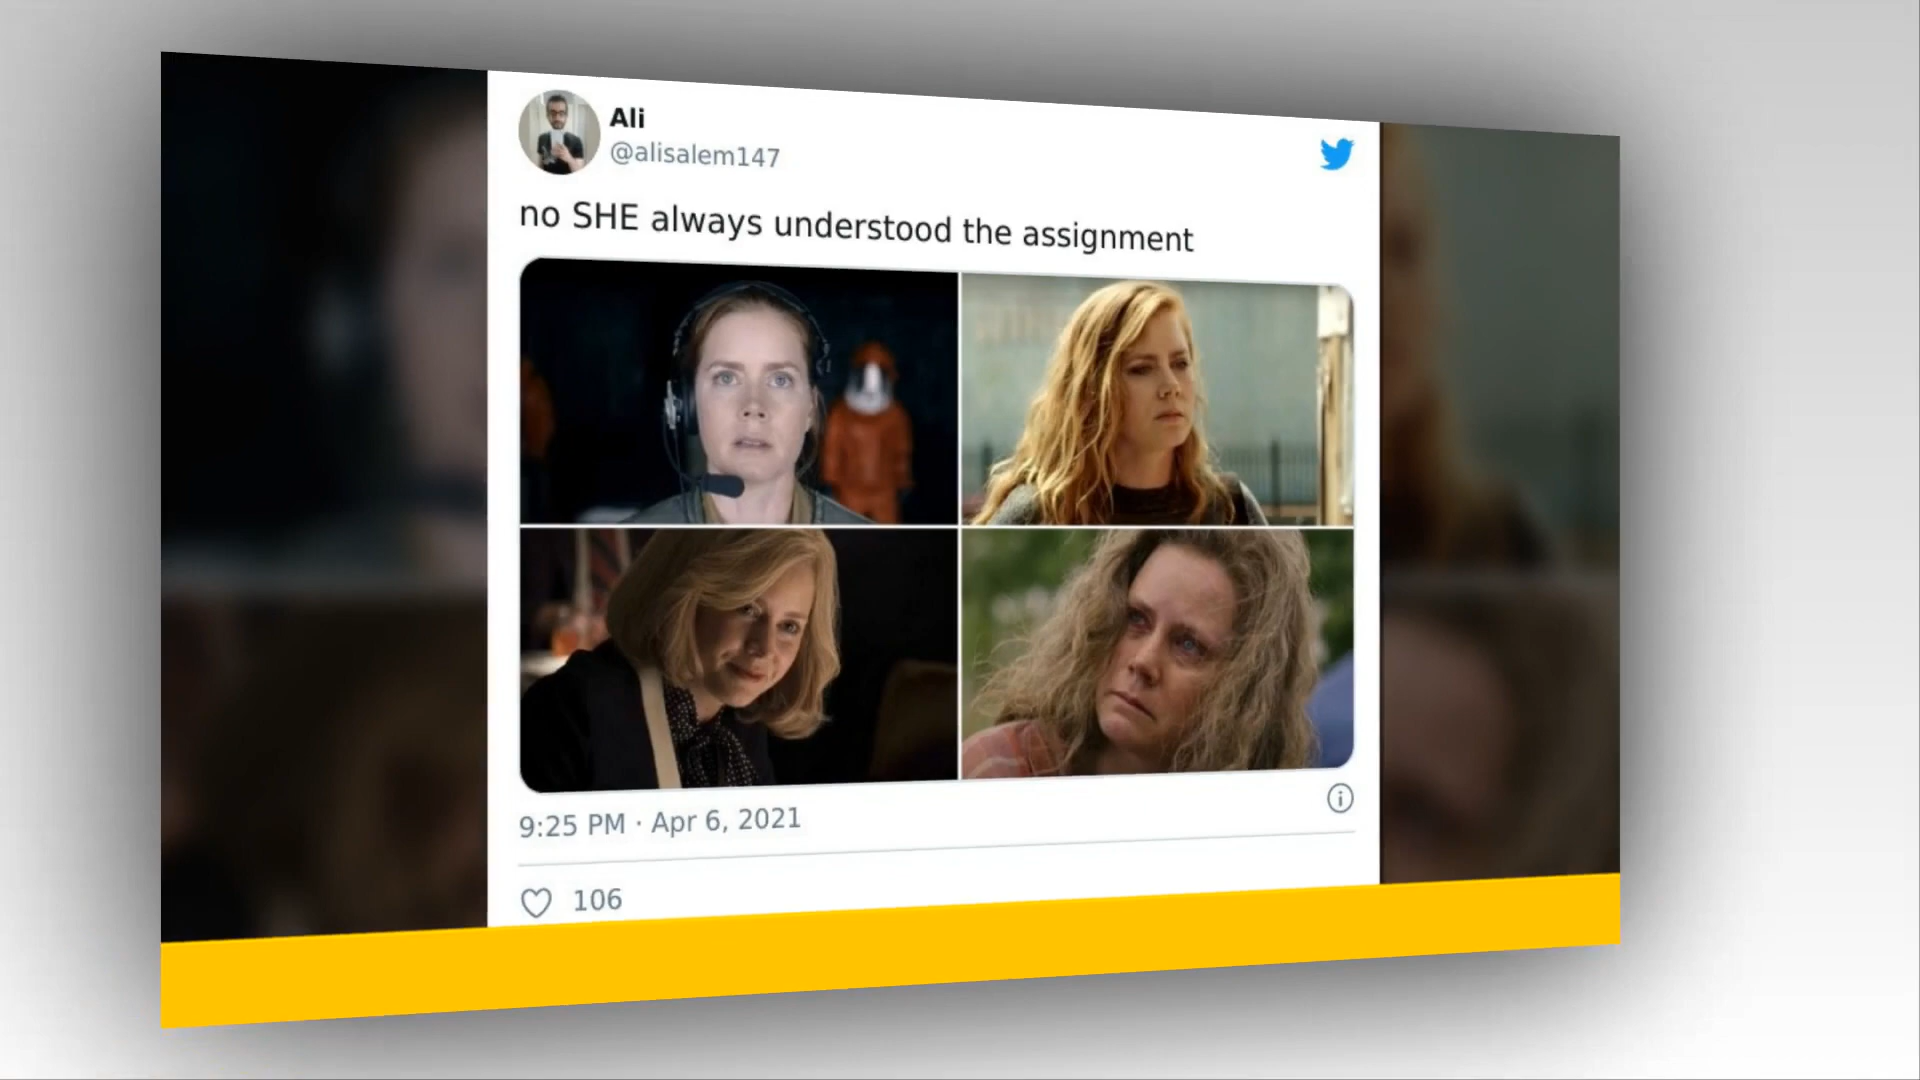 Ali
@alisalem147
no SHE always understood the assignment
9:25 PM · Apr 6, 2021
106